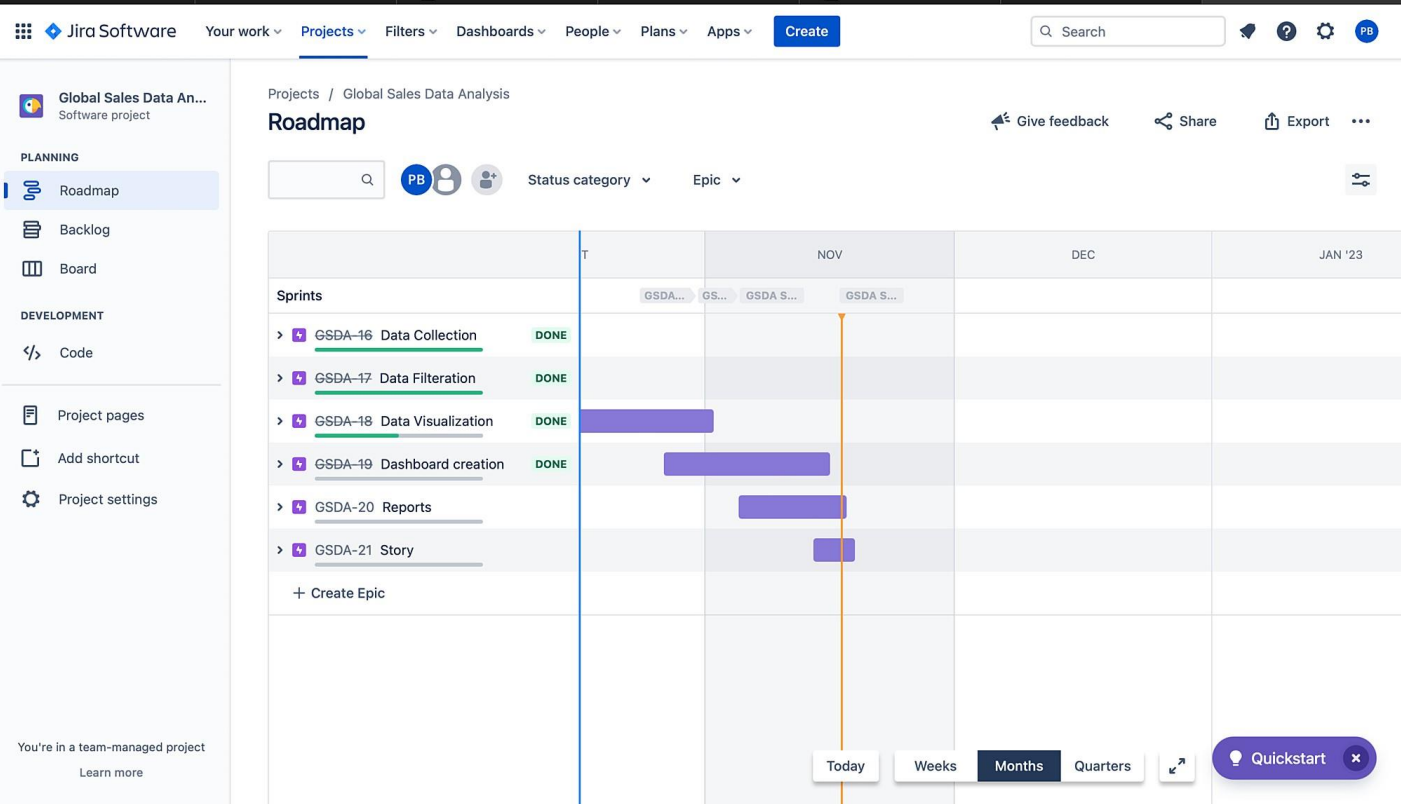 Jira Software Your work Projects Filters Dashboards People Plans Apps Create Search PB
Global Sales Data An...
Software project
PLANNING
Roadmap
Backlog
Board
DEVELOPMENT
Code
Project pages
Add shortcut
Project settings
You're in a team-managed project
Learn more
Projects / Global Sales Data Analysis
Roadmap
Give feedback Share Export
PB Status category Epic
T NOV DEC JAN '23
Sprints GSDA... GS... GSDA S... GSDA S...
GSDA-16 Data Collection DONE
GSDA-17 Data Filteration DONE
GSDA-18 Data Visualization DONE
GSDA-19 Dashboard creation DONE
GSDA-20 Reports
GSDA-21 Story
+ Create Epic
Today Weeks Months Quarters
Quickstart